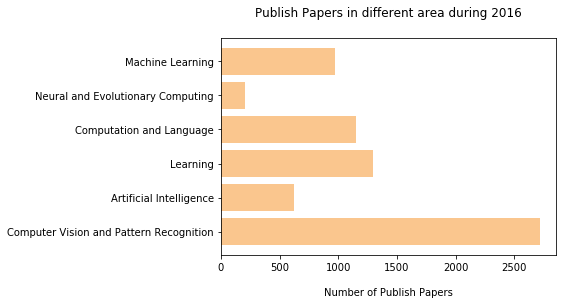 Publish Papers in different area during 2016
Machine Learning
Neural and Evolutionary Computing
Computation and Language
Learning
Artificial Intelligence
Computer Vision and Pattern Recognition
0 500 1000 1500 2000 2500
Number of Publish Papers